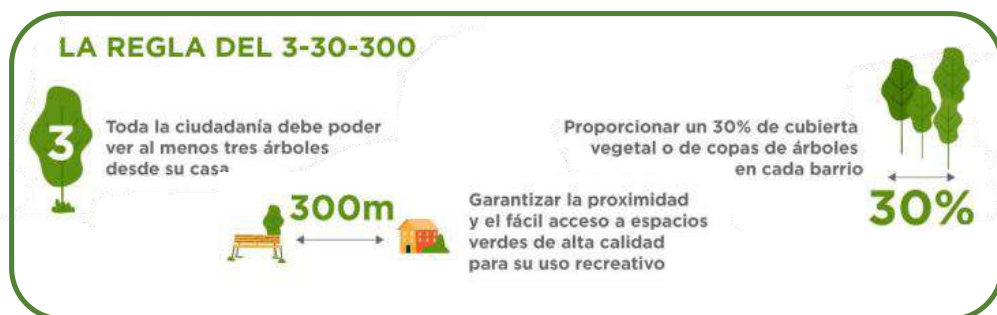 LA REGLA DEL 3-30-300
3
Toda la ciudadanía debe poder
ver al menos tres árboles
desde su casa
Proporcionar un 30% de cubierta
vegetal o de copas de árboles
en cada barrio
30%
300m
Garantizar la proximidad
y el fácil acceso a espacios
verdes de alta calidad
para su uso recreativo